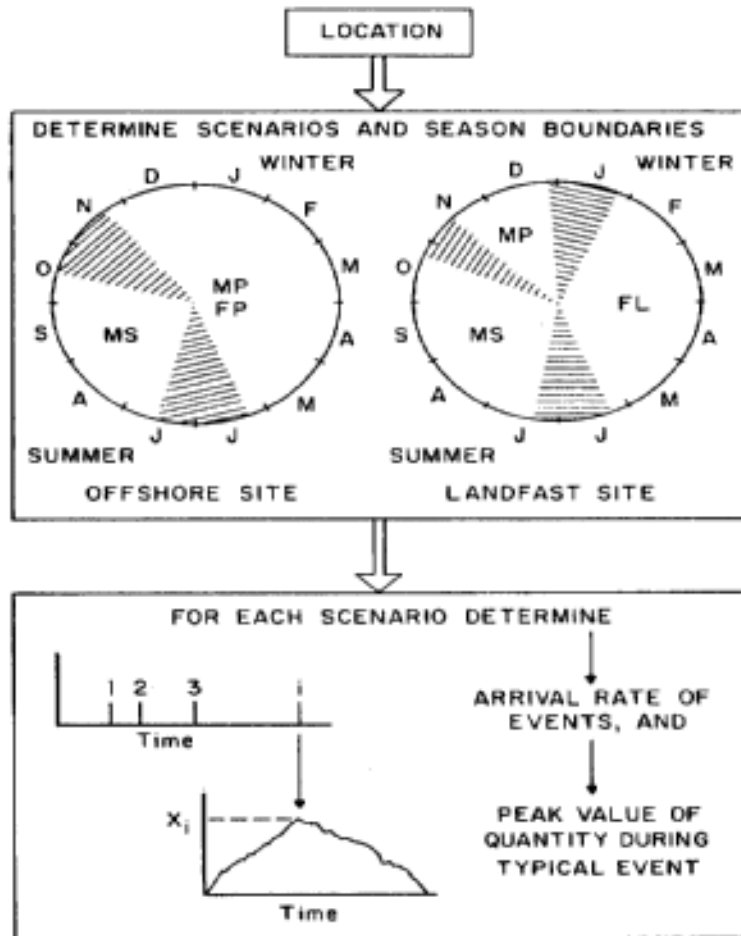 LOCATION
DETERMINE SCENARIOS AND SEASON BOUNDARIES
WINTER
D J
N F
O M
MP
FP
S MS A
A M
J J
SUMMER
OFFSHORE SITE
WINTER
D J
N F
MP
O M
FL
S MS A
A M
J J
SUMMER
LANDFAST SITE
FOR EACH SCENARIO DETERMINE
1 2 3 i
Time
Xi
Time
ARRIVAL RATE OF
EVENTS, AND
PEAK VALUE OF
QUANTITY DURING
TYPICAL EVENT